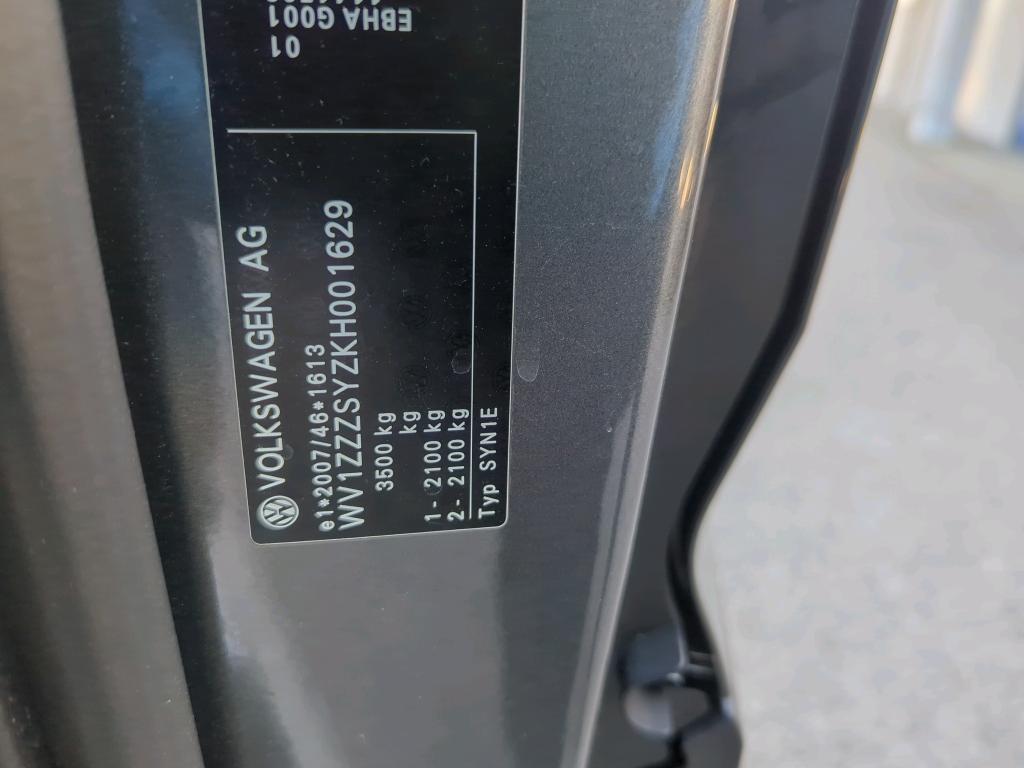 VOLKSWAGEN AG
e1*2007/46*1613
WV1ZZZSYZKH001629
3500 kg
kg
1- 2100 kg
2- 2100 kg
Typ SYN1E
01
EBHA G001